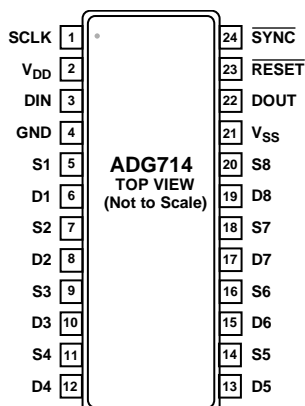 SCLK 1 24 SYNC
VDD 2 23 RESET
DIN 3 22 DOUT
GND 4 21 VSS
S1 5 20 S8
D1 6 19 D8
S2 7 18 S7
D2 8 17 D7
S3 9 16 S6
D3 10 15 D6
S4 11 14 S5
D4 12 13 D5
ADG714
TOP VIEW
(Not to Scale)